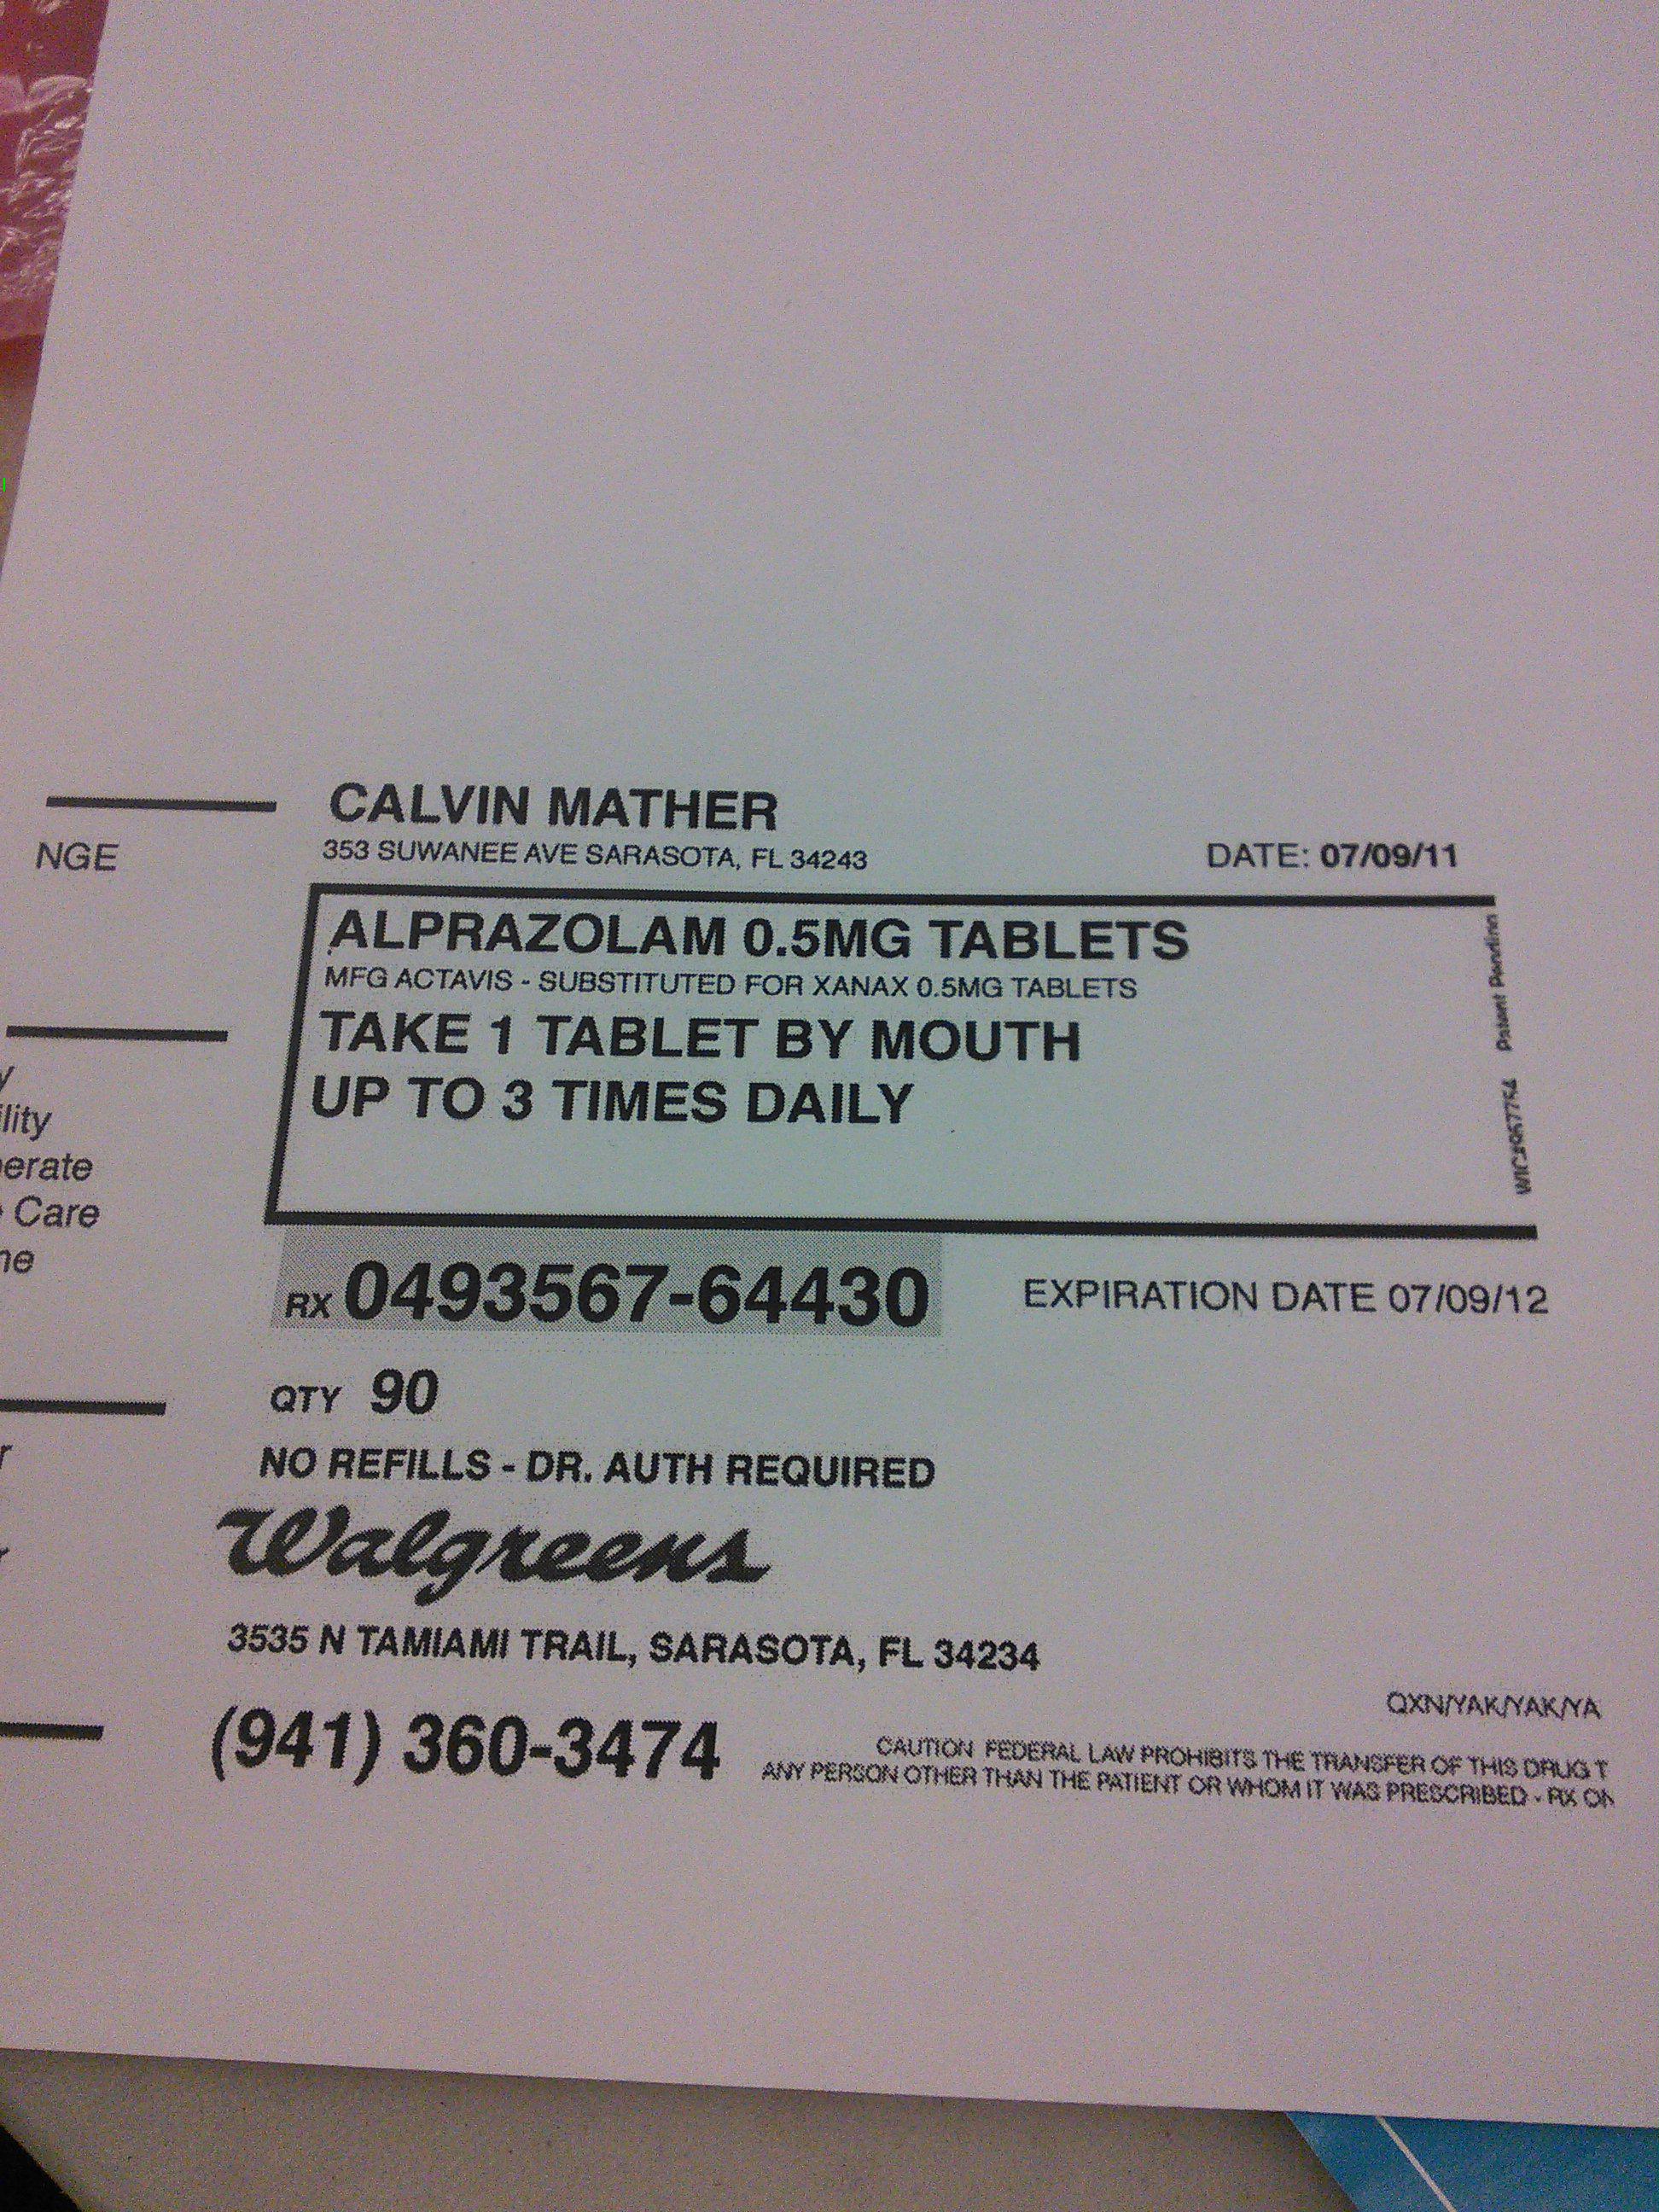 CALVIN MATHER
353 SUWANEE AVE SARASOTA, FL 34243
DATE: 07/09/11
NGE
ALPRAZOLAM 0.5MG TABLETS
MFG ACTAVIS - SUBSTITUTED FOR XANAX 0.5MG TABLETS
TAKE 1 TABLET BY MOUTH
UP TO 3 TIMES DAILY
Patent Pending
y
ility
erate
Care
ne
RX 0493567-64430
EXPIRATION DATE 07/09/12
QTY 90
NO REFILLS - DR. AUTH REQUIRED
r
Walgreens
3535 N TAMIAMI TRAIL, SARASOTA, FL 34234
(941) 360-3474
QXN/YAK/YAK/YA
CAUTION FEDERAL LAW PROHIBITS THE TRANSFER OF THIS DRUG T
ANY PERSON OTHER THAN THE PATIENT OR WHOM IT WAS PRESCRIBED - RX ON